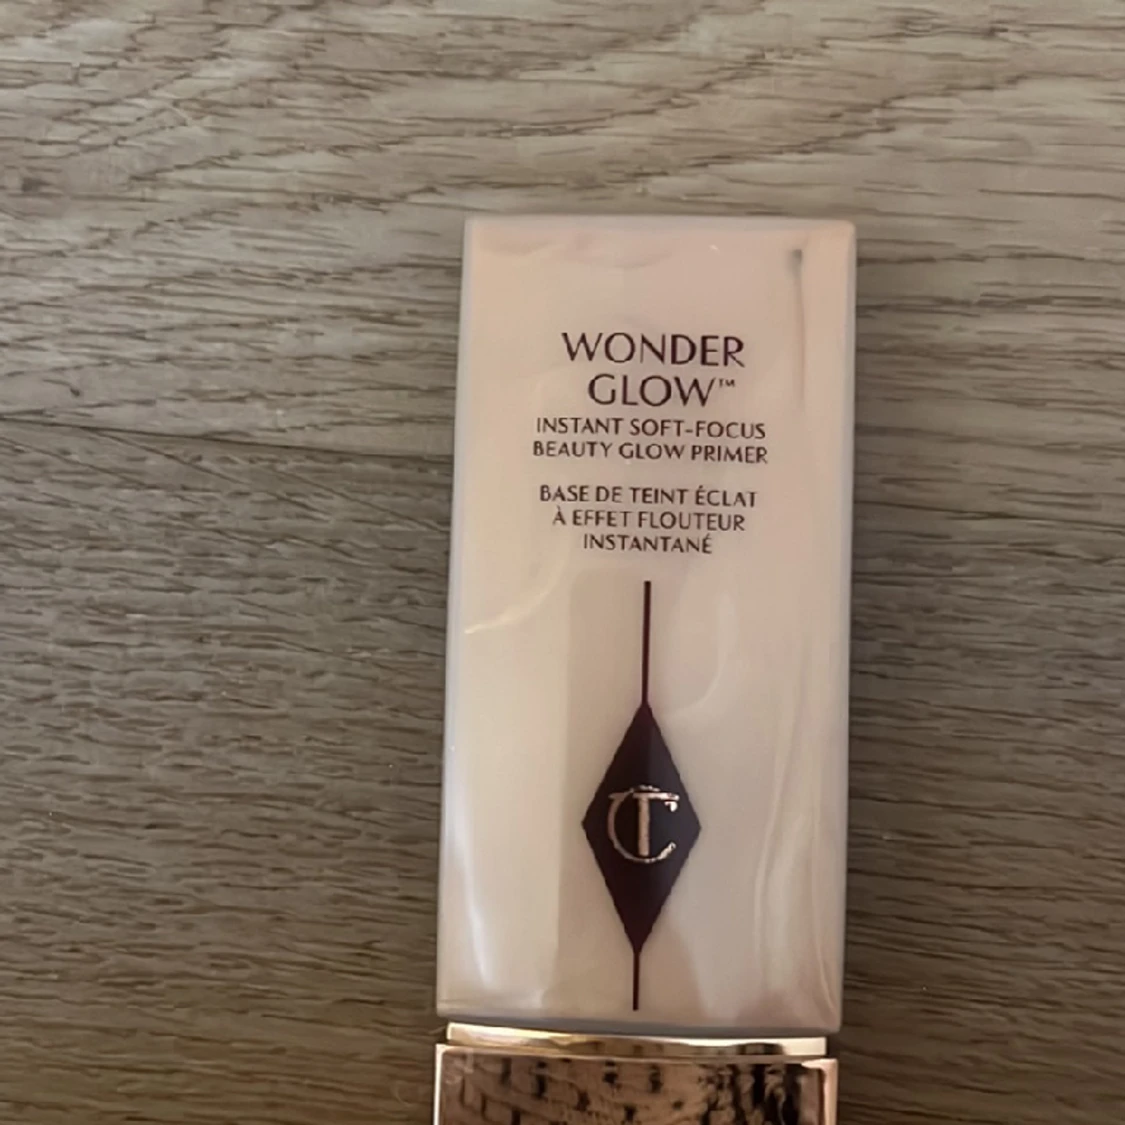 WONDER
GLOW™
INSTANT SOFT-FOCUS
BEAUTY GLOW PRIMER
BASE DE TEINT ÉCLAT
À EFFET FLOUTEUR
INSTANTANÉ
CT